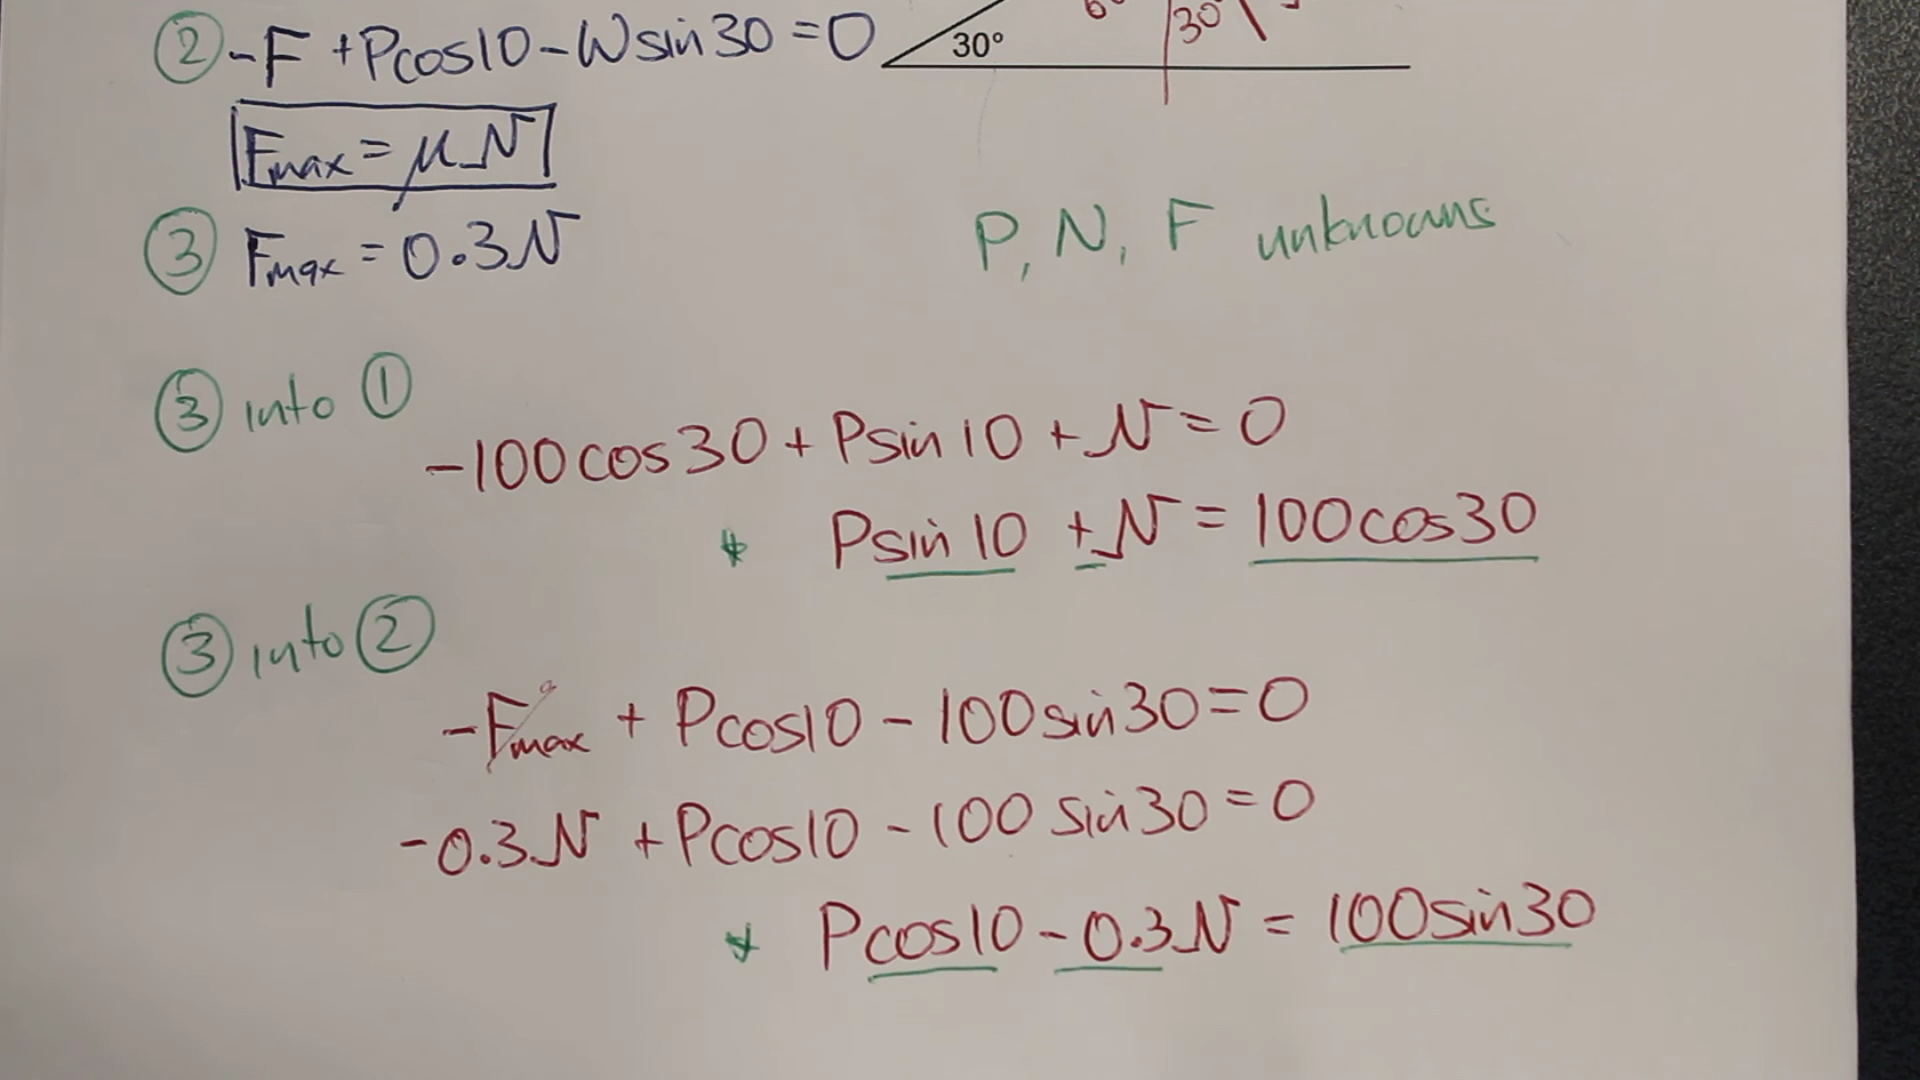 ② -F + Pcos10 - Wsin30 = 0
30°
30
Fmax = μN
③ Fmax = 0.3N
P, N, F unknowns
③ into ①
-100cos30 + Psin10 + N = 0
* Psin10 + N = 100cos30
③ into ②
-Fmax + Pcos10 - 100sin30 = 0
-0.3N + Pcos10 - 100sin30 = 0
* Pcos10 - 0.3N = 100sin30